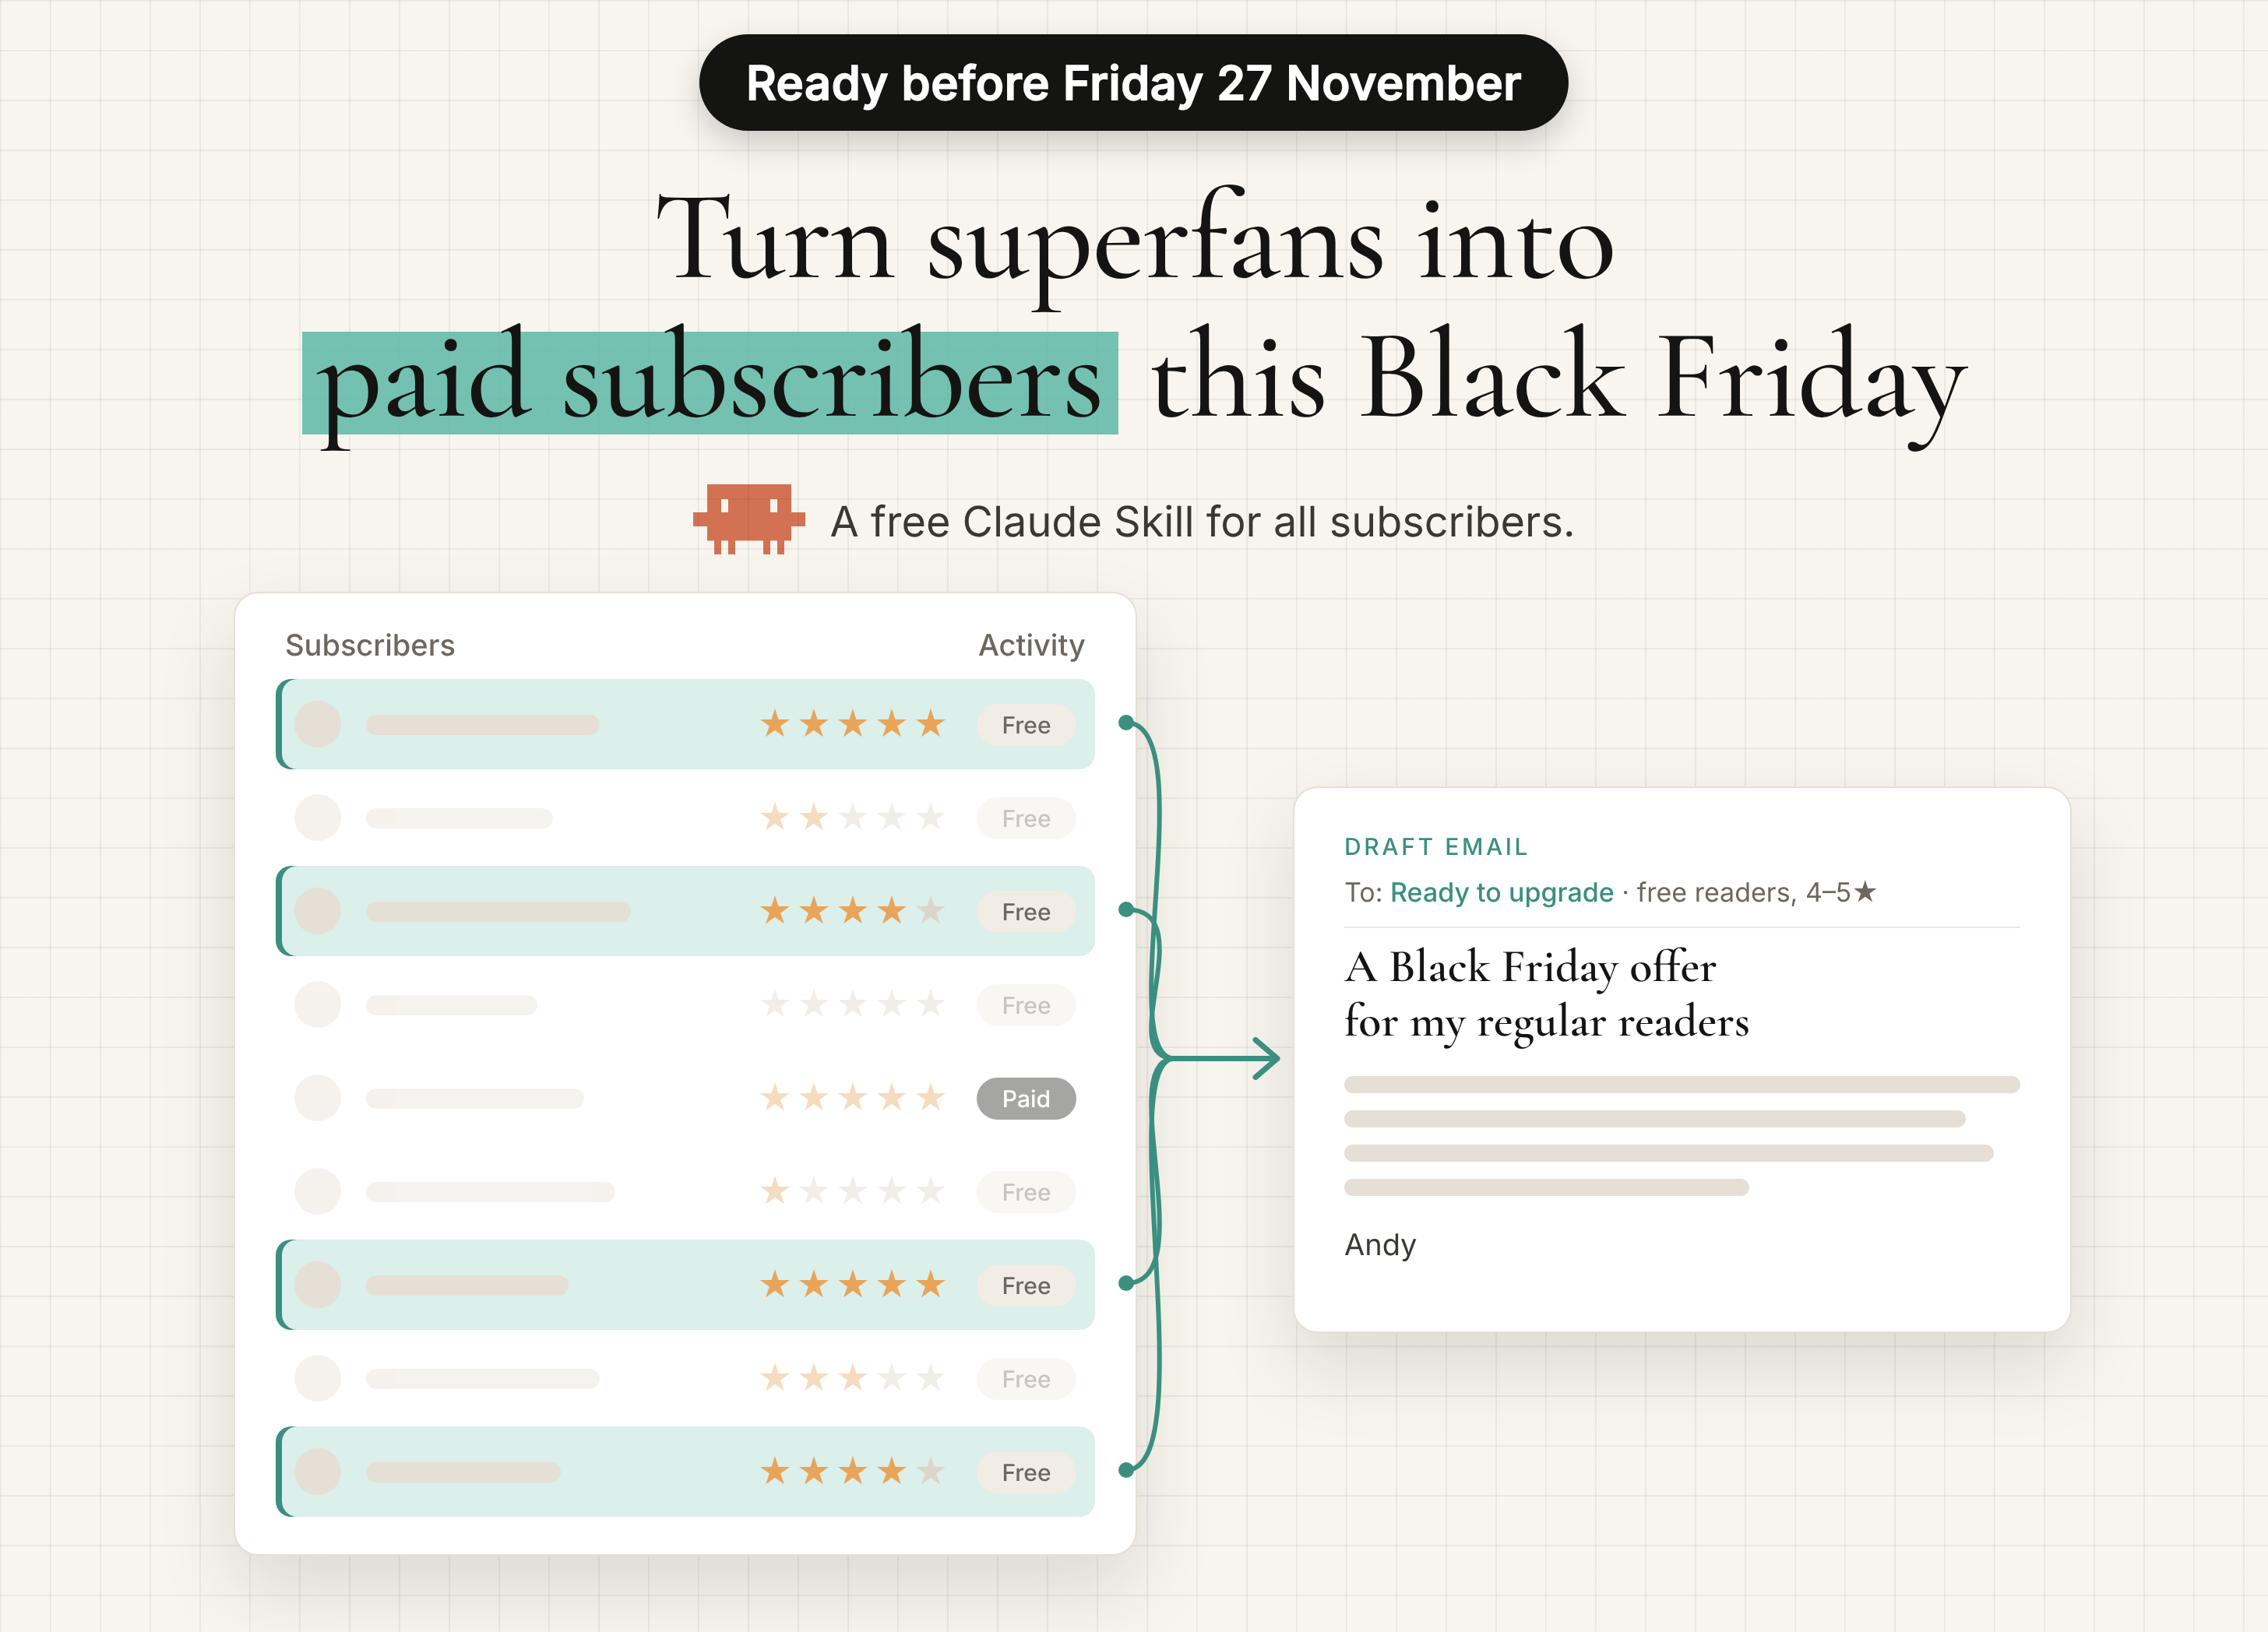 Ready before Friday 27 November
Turn superfans into
paid subscribers this Black Friday
A free Claude Skill for all subscribers.
Subscribers Activity
★★★★★ Free
★★★★★ Free
★★★★★ Free
★★★★★ Free
★★★★★ Paid
★★★★★ Free
★★★★★ Free
★★★★★ Free
★★★★★ Free
DRAFT EMAIL
To: Ready to upgrade · free readers, 4–5★
A Black Friday offer
for my regular readers
Andy